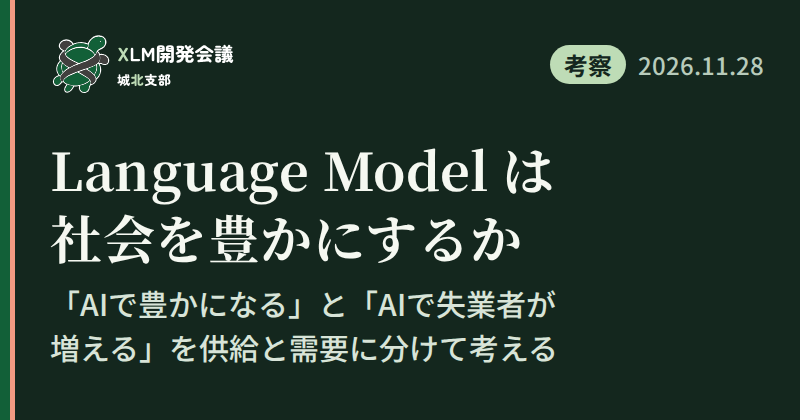 XLM開発会議
城北支部
考察 2026.11.28
Language Model は
社会を豊かにするか
「AIで豊かになる」と「AIで失業者が
増える」を供給と需要に分けて考える